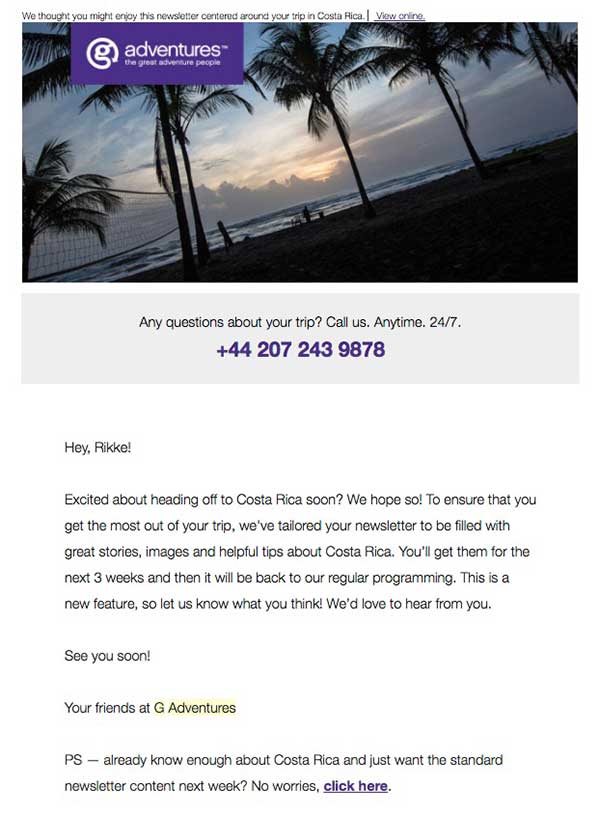 We thought you might enjoy this newsletter centered around your trip in Costa Rica. | View online.
g adventures™
the great adventure people
Any questions about your trip? Call us. Anytime. 24/7.
+44 207 243 9878
Hey, Rikke!
Excited about heading off to Costa Rica soon? We hope so! To ensure that you
get the most out of your trip, we've tailored your newsletter to be filled with
great stories, images and helpful tips about Costa Rica. You'll get them for the
next 3 weeks and then it will be back to our regular programming. This is a
new feature, so let us know what you think! We'd love to hear from you.
See you soon!
Your friends at G Adventures
PS — already know enough about Costa Rica and just want the standard
newsletter content next week? No worries, click here.